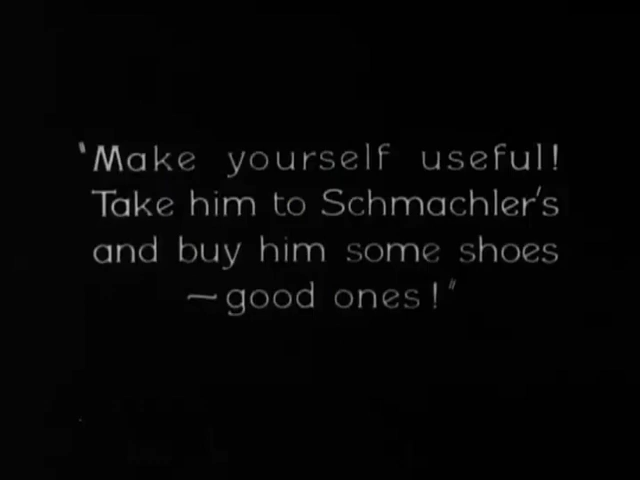 "Make yourself useful!
Take him to Schmachler's
and buy him some shoes
—good ones!"